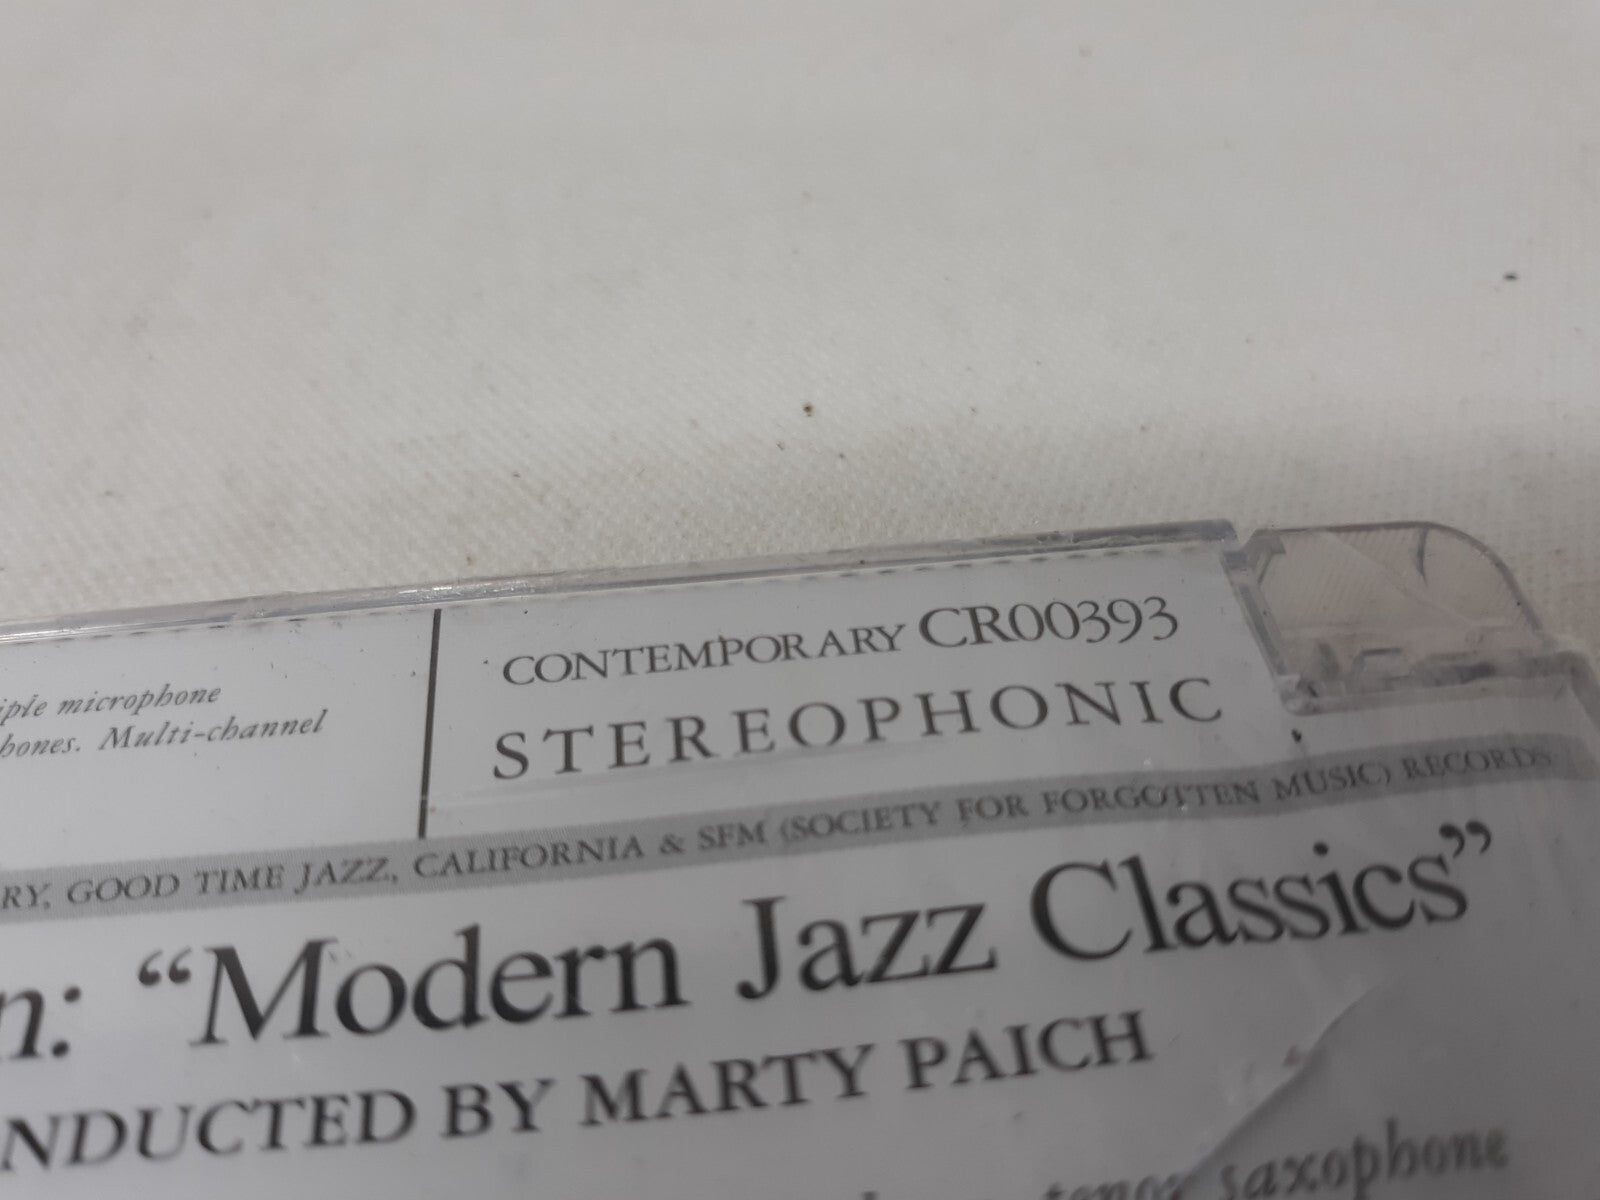 CONTEMPORARY CR00393
STEREOPHONIC
iple microphone
hones. Multi-channel
RY, GOOD TIME JAZZ, CALIFORNIA & SFM (SOCIETY FOR FORGOTTEN MUSIC) RECORDS
n: “Modern Jazz Classics”
NDUCTED BY MARTY PAICH
tenor saxophone